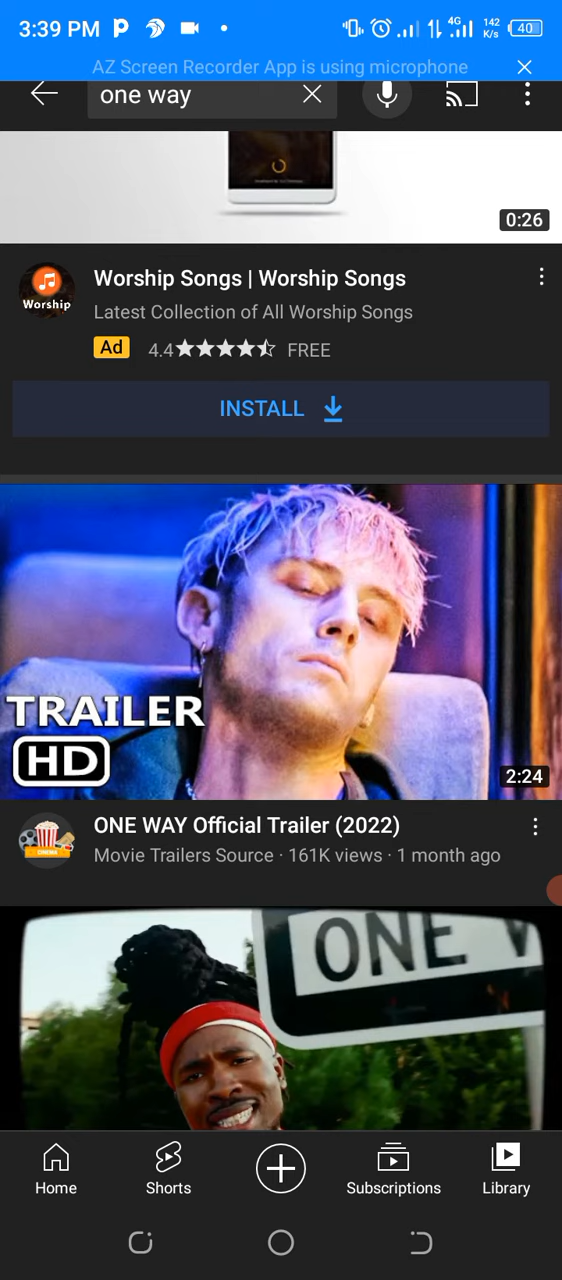 3:39 PM
4G
142
K/s
40
AZ Screen Recorder App is using microphone
one way
0:26
Worship
Worship Songs | Worship Songs
Latest Collection of All Worship Songs
Ad 4.4 FREE
INSTALL
TRAILER
HD
2:24
ONE WAY Official Trailer (2022)
Movie Trailers Source · 161K views · 1 month ago
ONE W
Home
Shorts
Subscriptions
Library